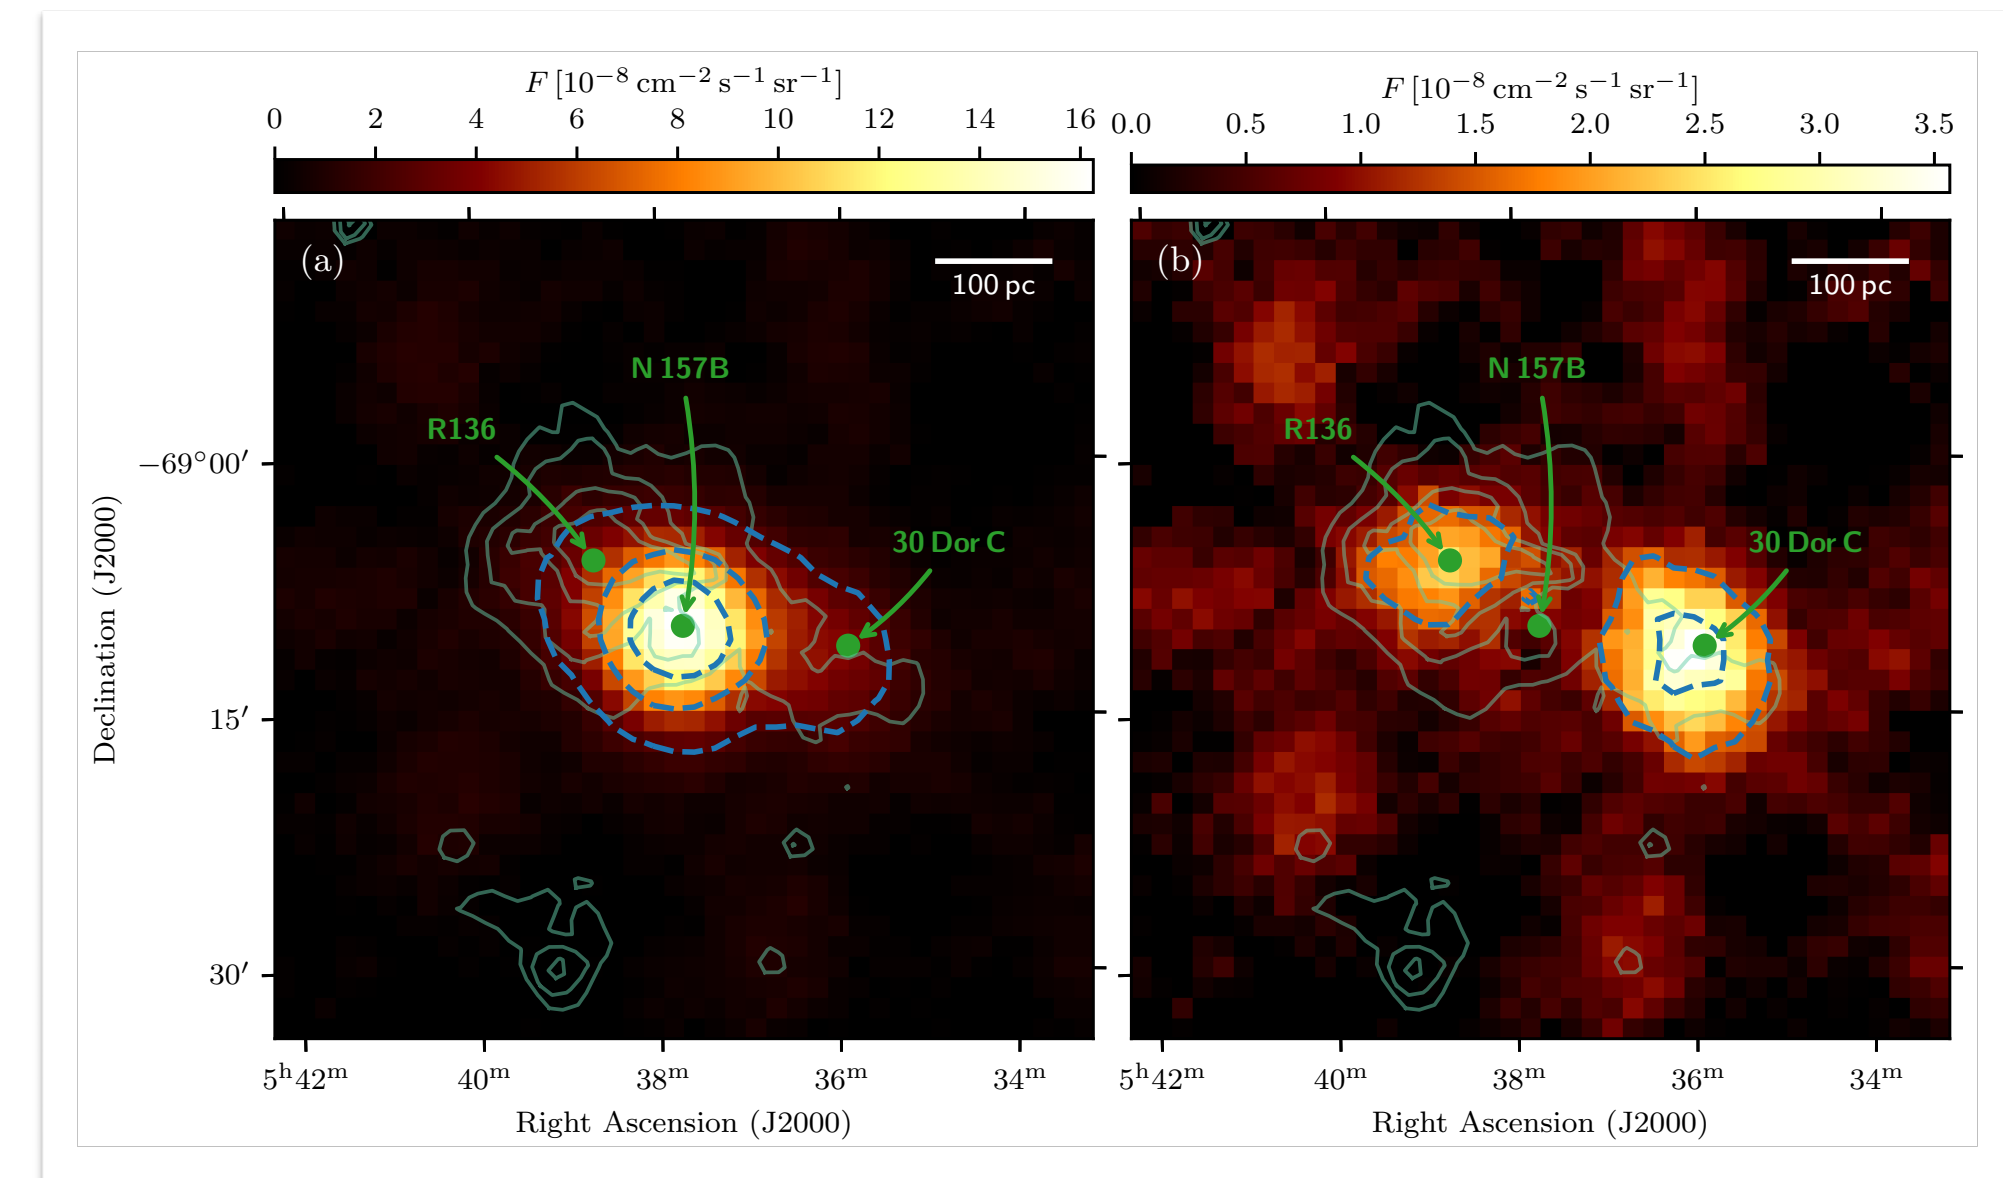 F [10⁻⁸ cm⁻² s⁻¹ sr⁻¹]
0 2 4 6 8 10 12 14 16
(a)
100 pc
N 157B
R136
30 Dor C
−69°00′
15′
30′
Declination (J2000)
5ʰ42ᵐ 40ᵐ 38ᵐ 36ᵐ 34ᵐ
Right Ascension (J2000)
F [10⁻⁸ cm⁻² s⁻¹ sr⁻¹]
0.0 0.5 1.0 1.5 2.0 2.5 3.0 3.5
(b)
100 pc
N 157B
R136
30 Dor C
5ʰ42ᵐ 40ᵐ 38ᵐ 36ᵐ 34ᵐ
Right Ascension (J2000)